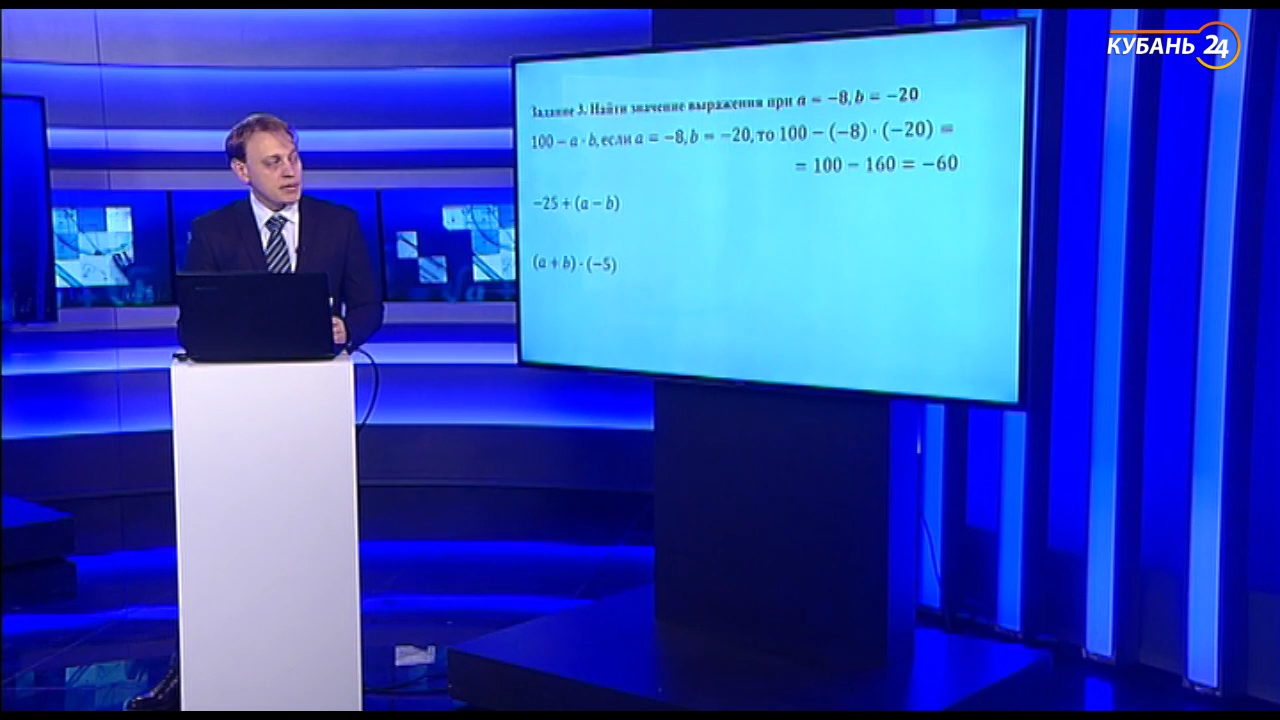 КУБАНЬ 24
Задание 3. Найти значение выражения при a = −8, b = −20
100 − a · b, если a = −8, b = −20, то 100 − (−8) · (−20) =
= 100 − 160 = −60
−25 + (a − b)
(a + b) · (−5)